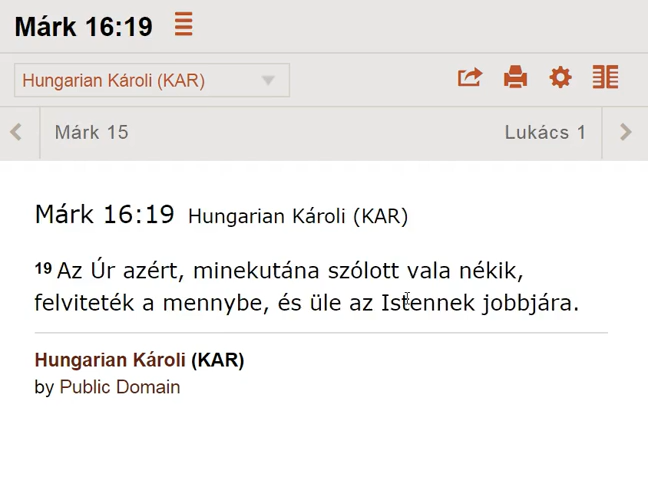 Márk 16:19
Hungarian Károli (KAR)
Márk 15
Lukács 1
Márk 16:19 Hungarian Károli (KAR)
19 Az Úr azért, minekutána szólott vala nékik,
felviteték a mennybe, és üle az Istennek jobbjára.
Hungarian Károli (KAR)
by Public Domain